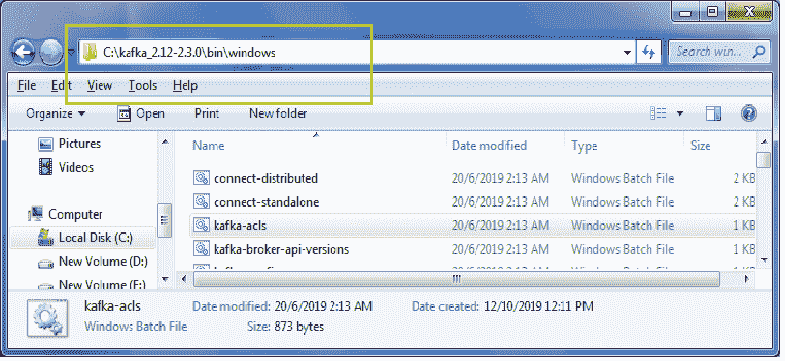 C:\kafka_2.12-2.3.0\bin\windows
Search win...
File Edit View Tools Help
Organize Open Print New folder
Pictures
Videos
Computer
Local Disk (C:)
New Volume (D:)
New Volume (E:)
Name Date modified Type Size
connect-distributed 20/6/2019 2:13 AM Windows Batch File 2 KB
connect-standalone 20/6/2019 2:13 AM Windows Batch File 2 KB
kafka-acls 20/6/2019 2:13 AM Windows Batch File 1 KB
kafka-broker-api-versions 20/6/2019 2:13 AM Windows Batch File 1 KB
kafka-acls Date modified: 20/6/2019 2:13 AM Date created: 12/10/2019 12:11 PM
Windows Batch File Size: 873 bytes